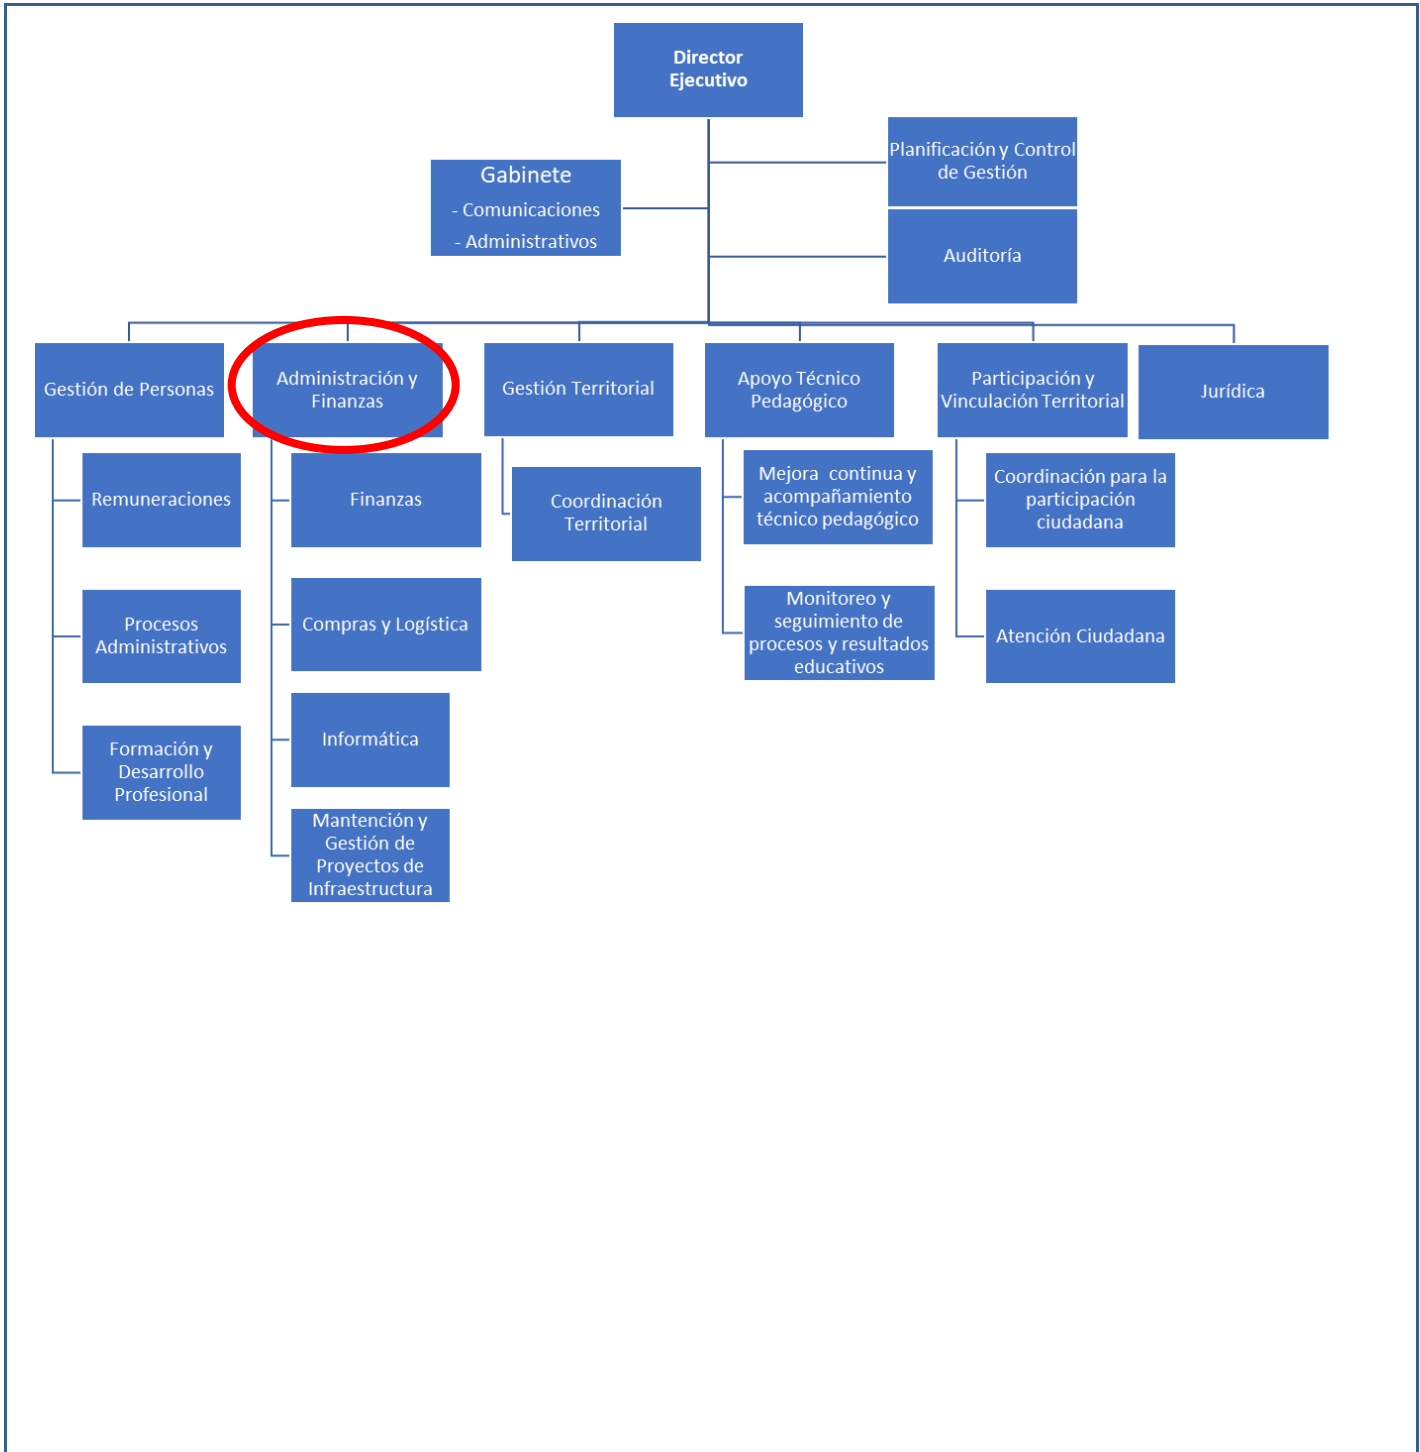 Director
Ejecutivo
Planificación y Control
de Gestión
Gabinete
- Comunicaciones
- Administrativos
Auditoría
Gestión de Personas
Administración y
Finanzas
Gestión Territorial
Apoyo Técnico
Pedagógico
Participación y
Vinculación Territorial
Jurídica
Remuneraciones
Procesos
Administrativos
Formación y
Desarrollo
Profesional
Finanzas
Compras y Logística
Informática
Mantención y
Gestión de
Proyectos de
Infraestructura
Coordinación
Territorial
Mejora  continua y
acompañamiento
técnico pedagógico
Monitoreo y
seguimiento de
procesos y resultados
educativos
Coordinación para la
participación
ciudadana
Atención Ciudadana